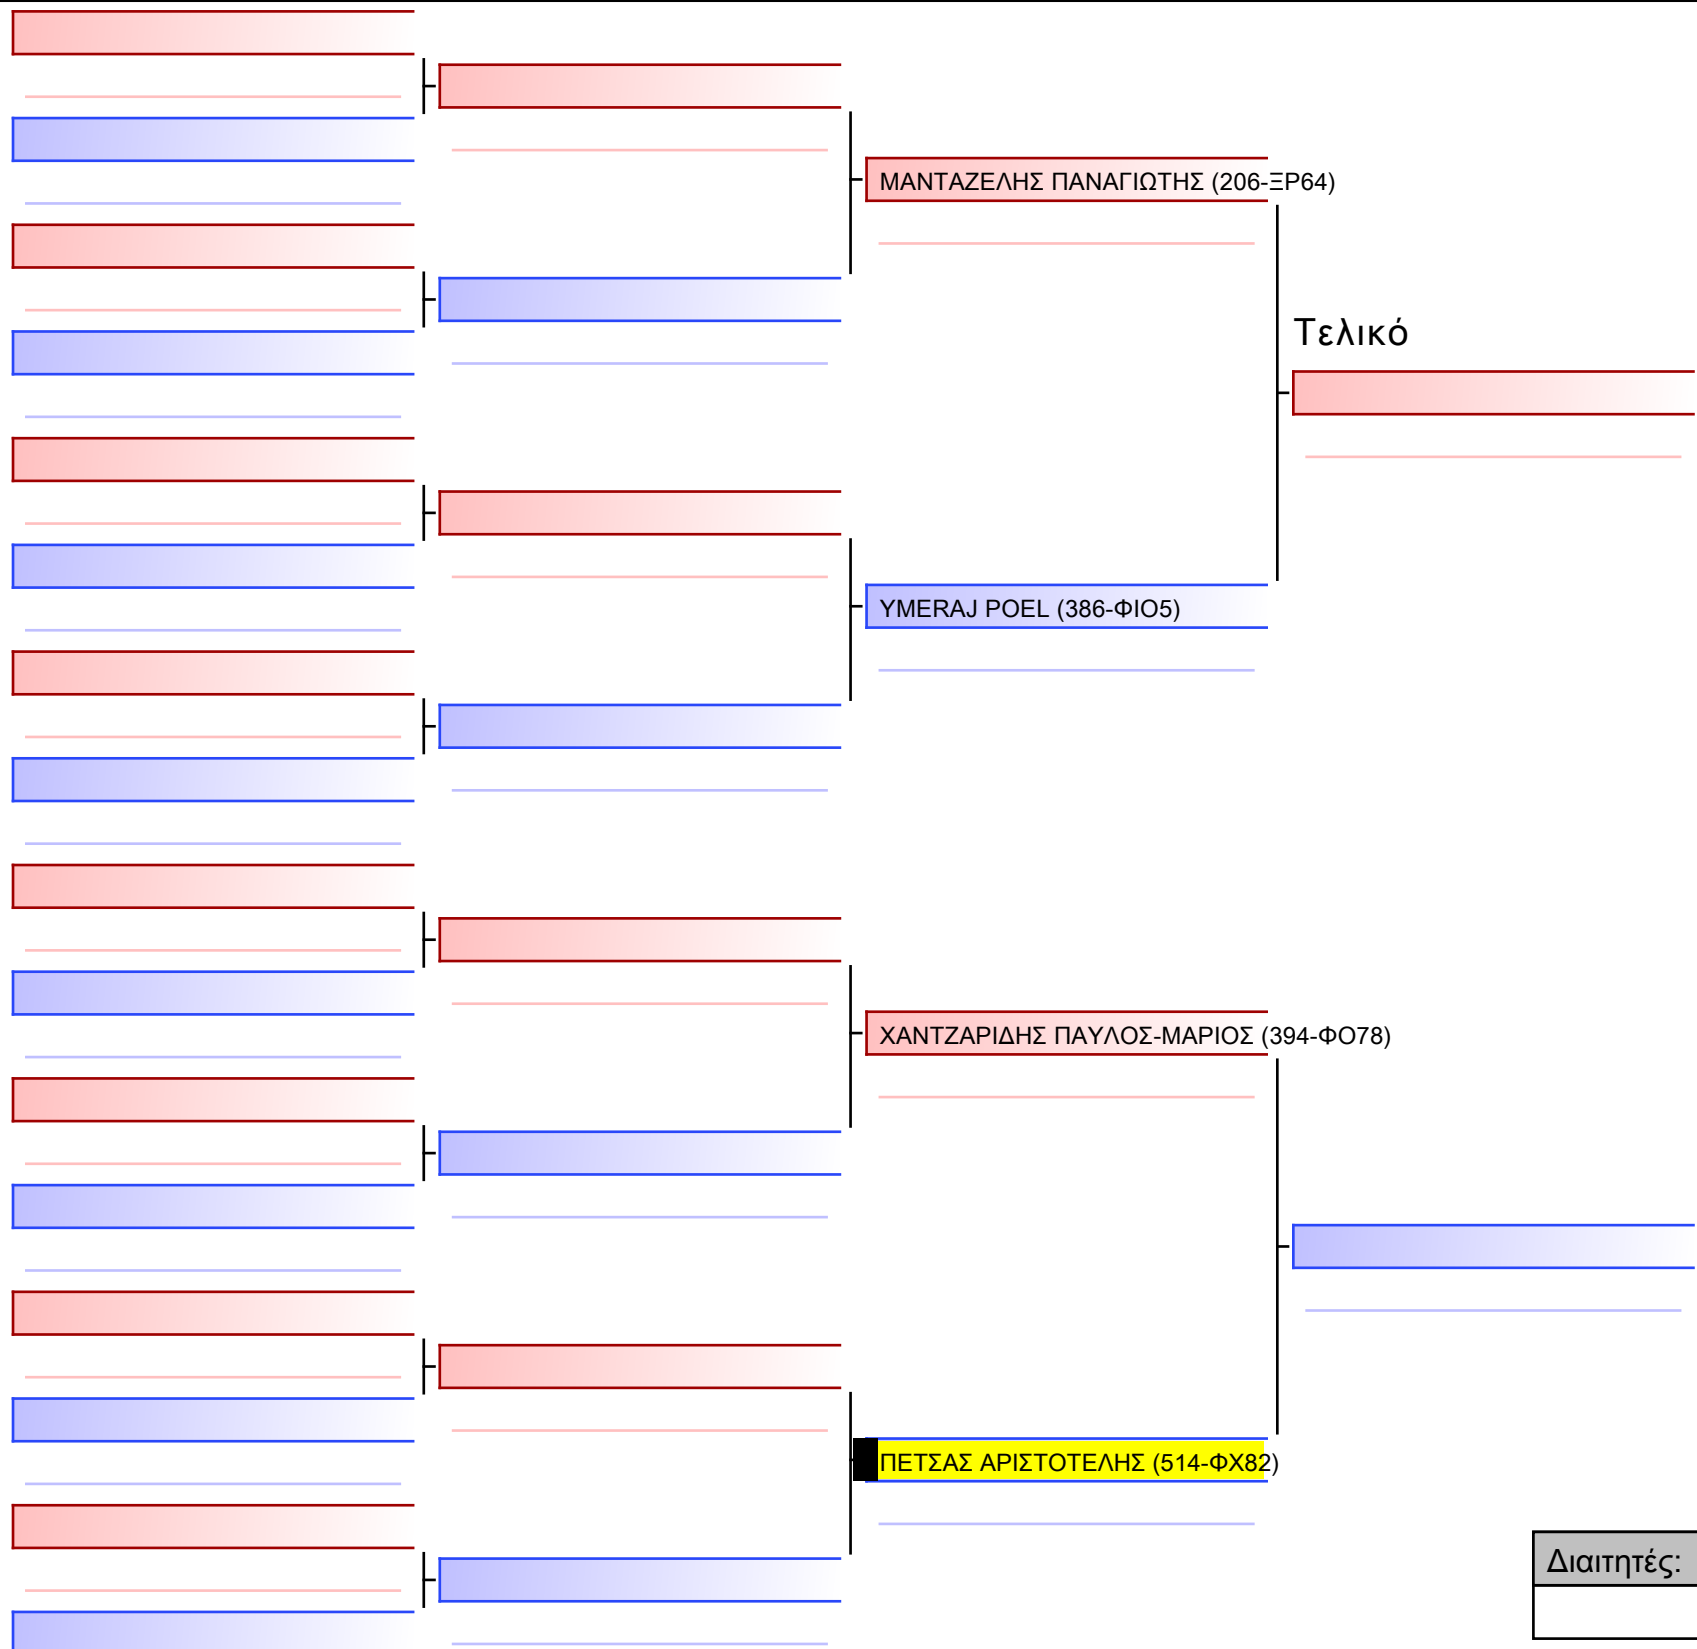 ΜΑΝΤΑΖΕΛΗΣ ΠΑΝΑΓΙΩΤΗΣ (206-ΞΡ64)
Τελικό
YMERAJ POEL (386-ΦΙΟ5)
ΧΑΝΤΖΑΡΙΔΗΣ ΠΑΥΛΟΣ-ΜΑΡΙΟΣ (394-ΦΟ78)
ΠΕΤΣΑΣ ΑΡΙΣΤΟΤΕΛΗΣ (514-ΦΧ82)
Διαιτητές: